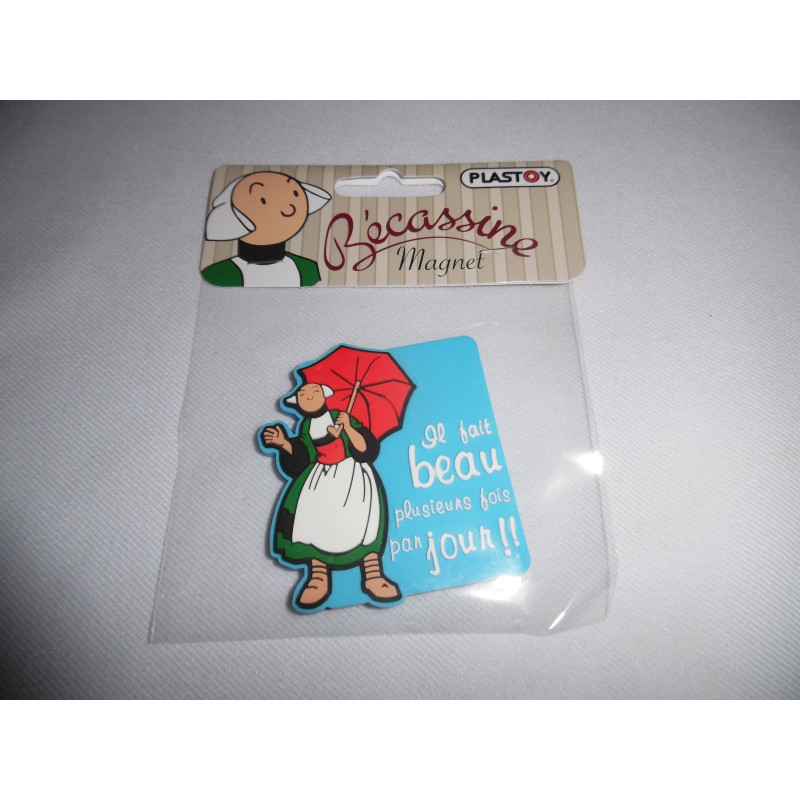 PLASTOY
Bécassine
Magnet
Il fait
beau
plusieurs fois
par jour!!